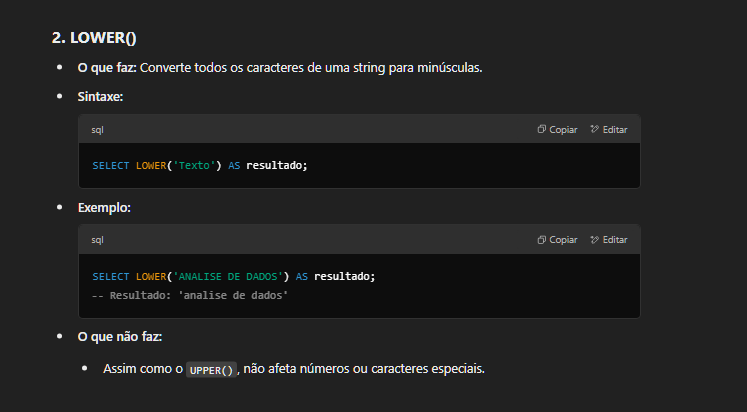 2. LOWER()
O que faz: Converte todos os caracteres de uma string para minúsculas.
Sintaxe:
sql Copiar Editar
SELECT LOWER('Texto') AS resultado;
Exemplo:
sql Copiar Editar
SELECT LOWER('ANALISE DE DADOS') AS resultado;
-- Resultado: 'analise de dados'
O que não faz:
Assim como o UPPER(), não afeta números ou caracteres especiais.